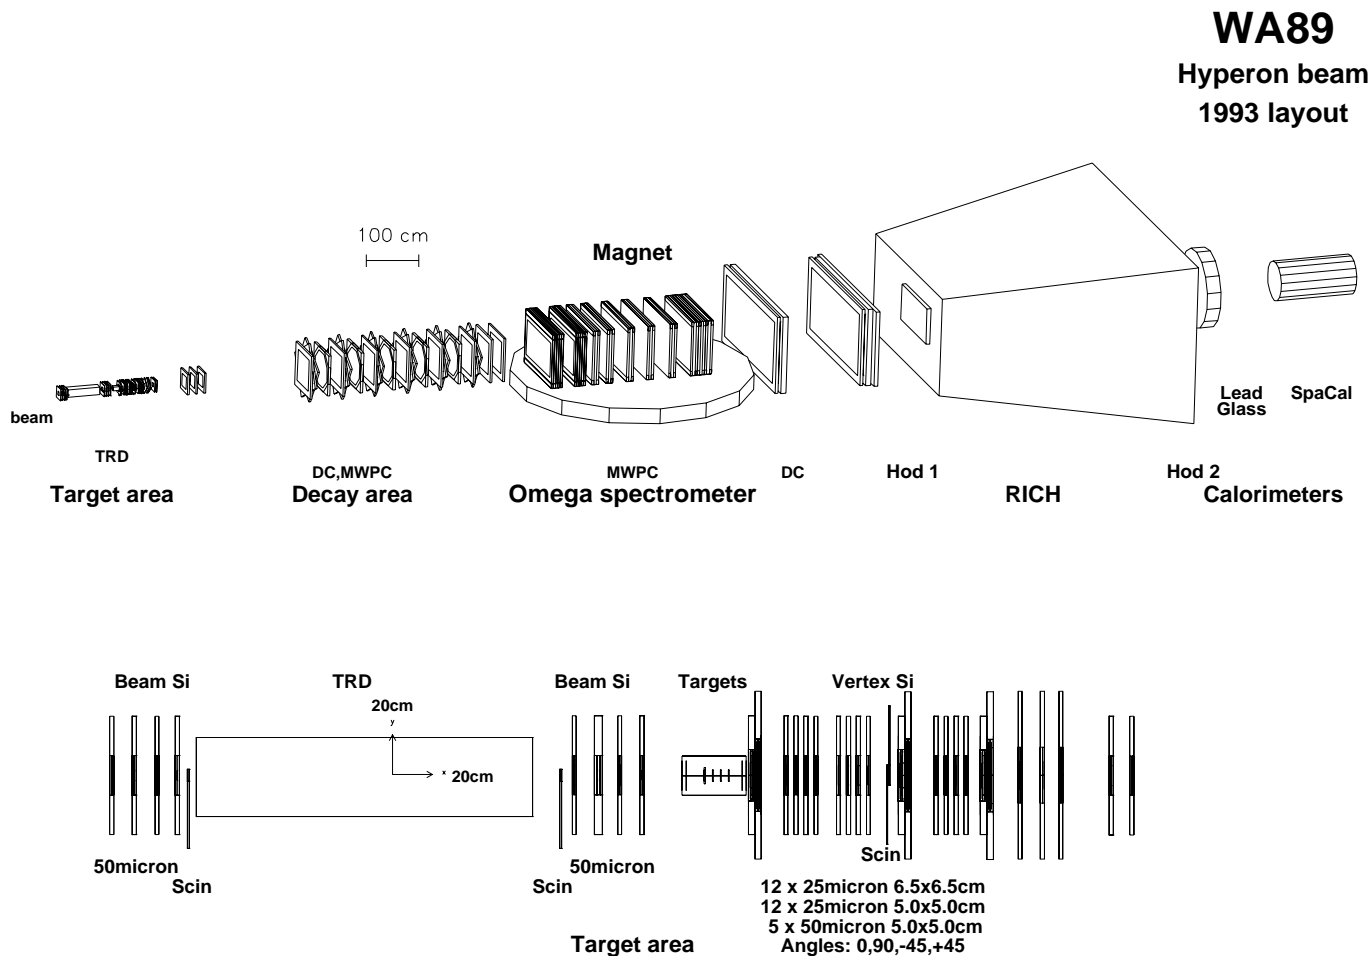 WA89
Hyperon beam
1993 layout
100 cm
Magnet
beam
Lead
Glass
SpaCal
TRD
DC,MWPC
MWPC
DC
Hod 1
Hod 2
Target area
Decay area
Omega spectrometer
RICH
Calorimeters
Beam Si
TRD
Beam Si
Targets
Vertex Si
20cm
y
x 20cm
50micron
Scin
Scin
50micron
Scin
12 x 25micron 6.5x6.5cm
12 x 25micron 5.0x5.0cm
5 x 50micron 5.0x5.0cm
Angles: 0,90,-45,+45
Target area